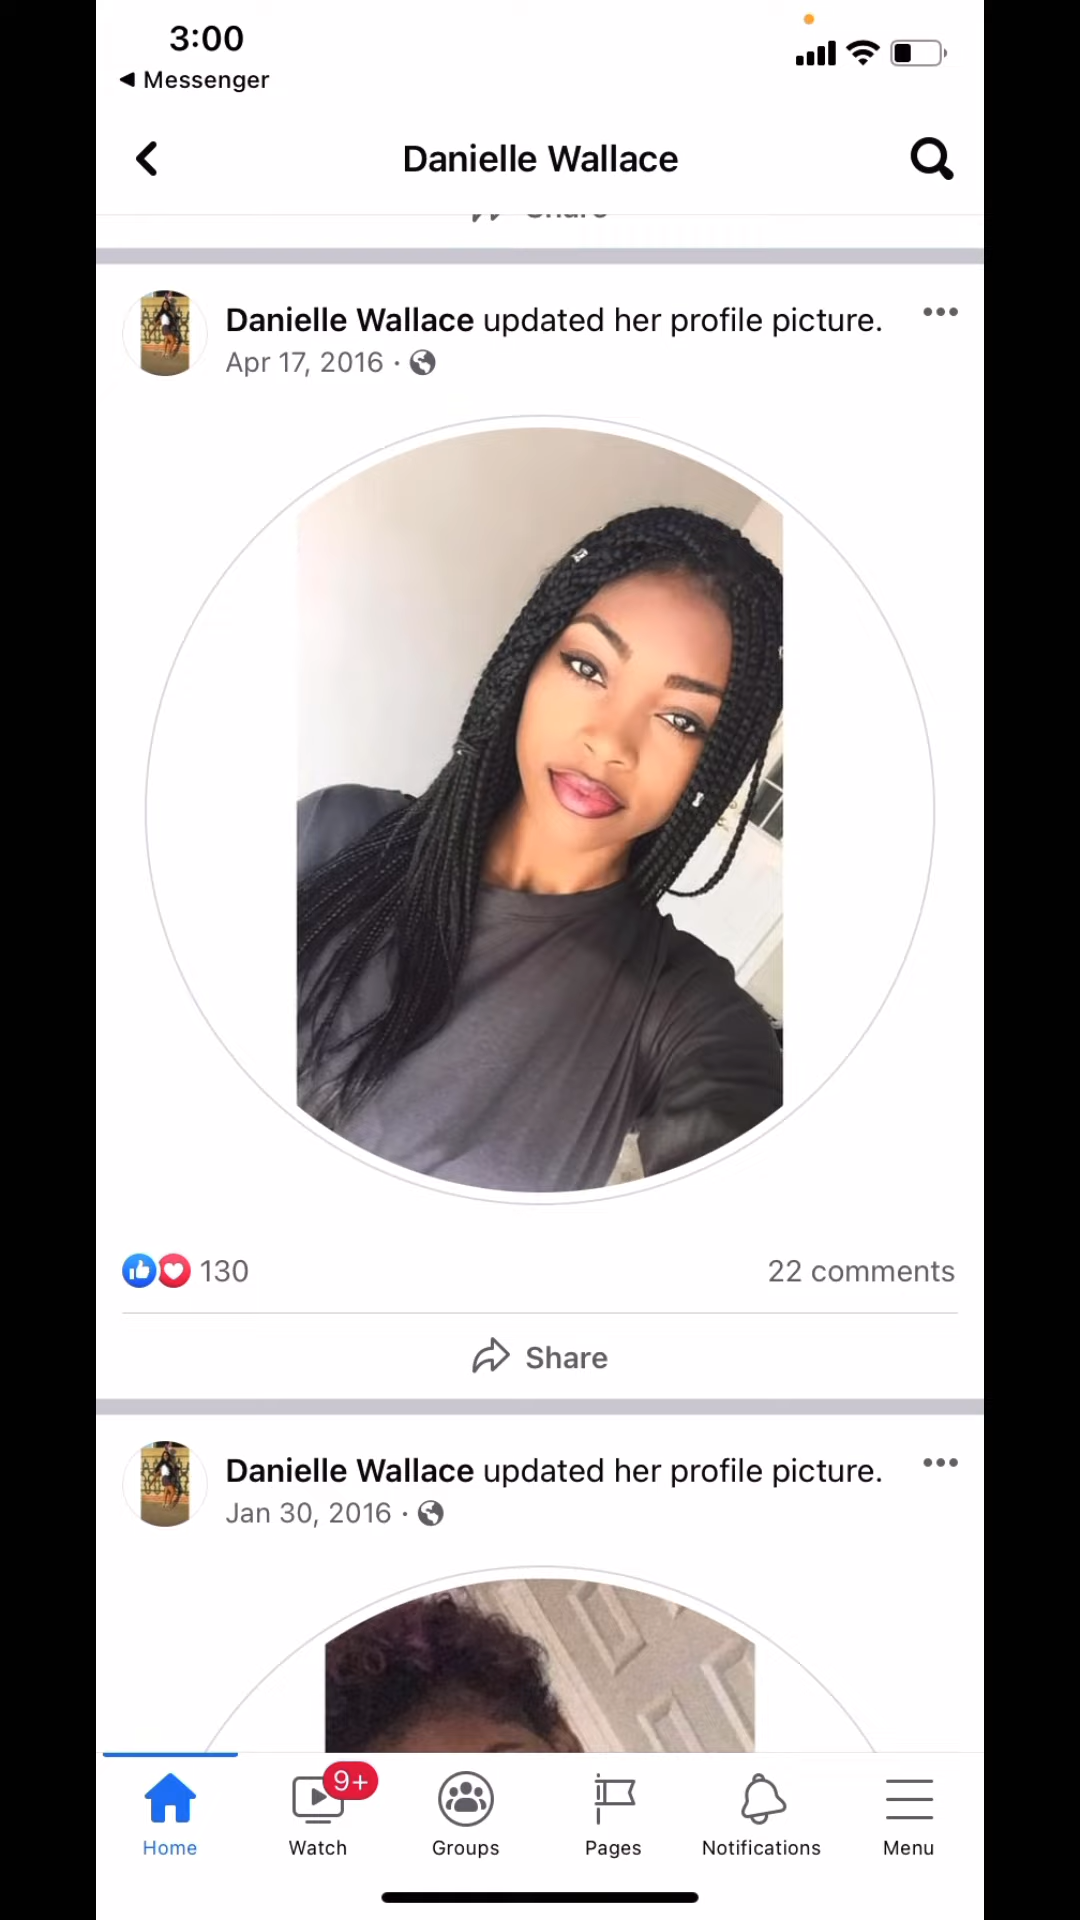 3:00
Messenger
Danielle Wallace
Share
Danielle Wallace updated her profile picture.
Apr 17, 2016 ·
130
22 comments
Share
Danielle Wallace updated her profile picture.
Jan 30, 2016 ·
9+
Home
Watch
Groups
Pages
Notifications
Menu